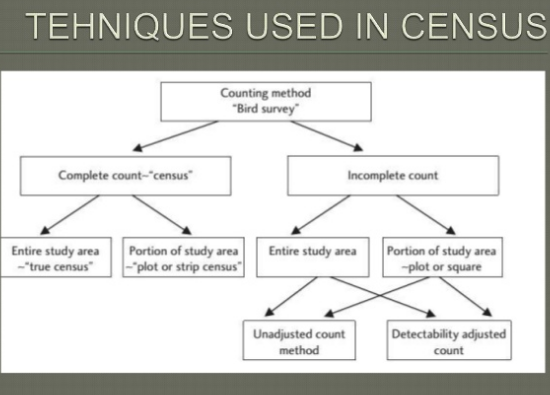 TEHNIQUES USED IN CENSUS
Counting method
"Bird survey"
Complete count–"census"
Incomplete count
Entire study area
–"true census"
Portion of study area
–"plot or strip census"
Entire study area
Portion of study area
–plot or square
Unadjusted count
method
Detectability adjusted
count